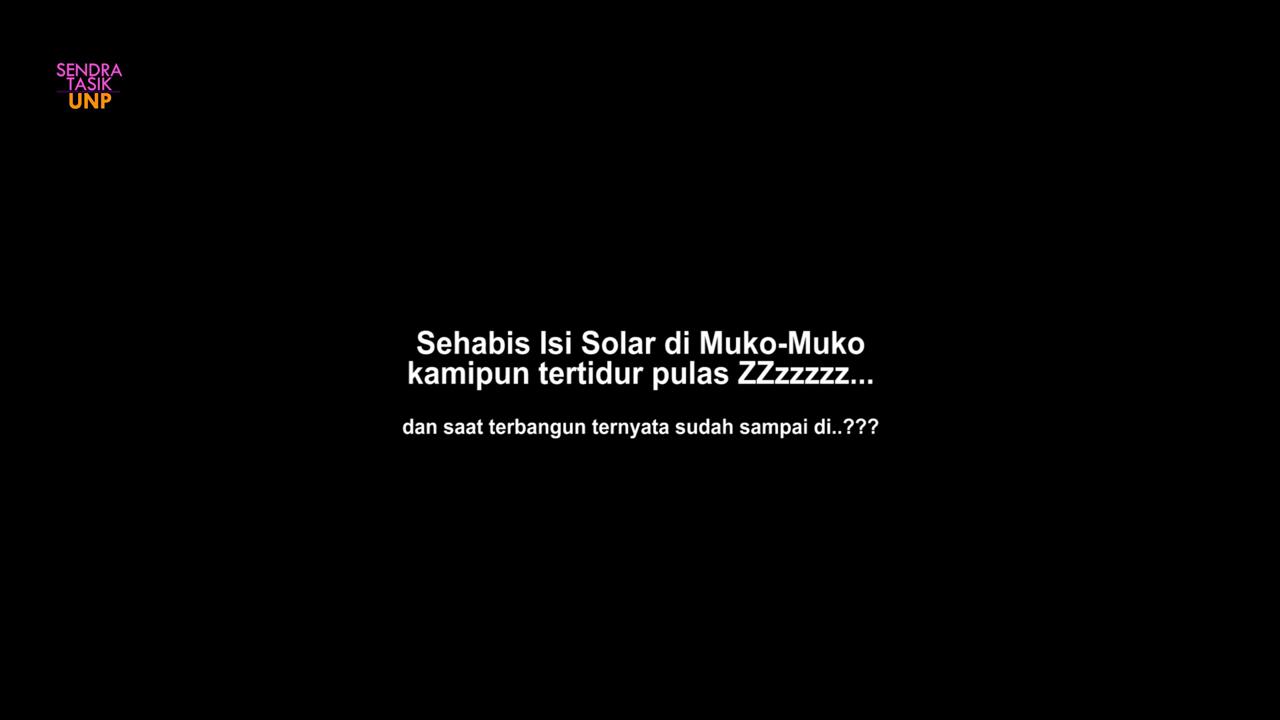 SENDRA
TASIK
UNP
Sehabis Isi Solar di Muko-Muko
kamipun tertidur pulas ZZzzzzzz...
dan saat terbangun ternyata sudah sampai di..???